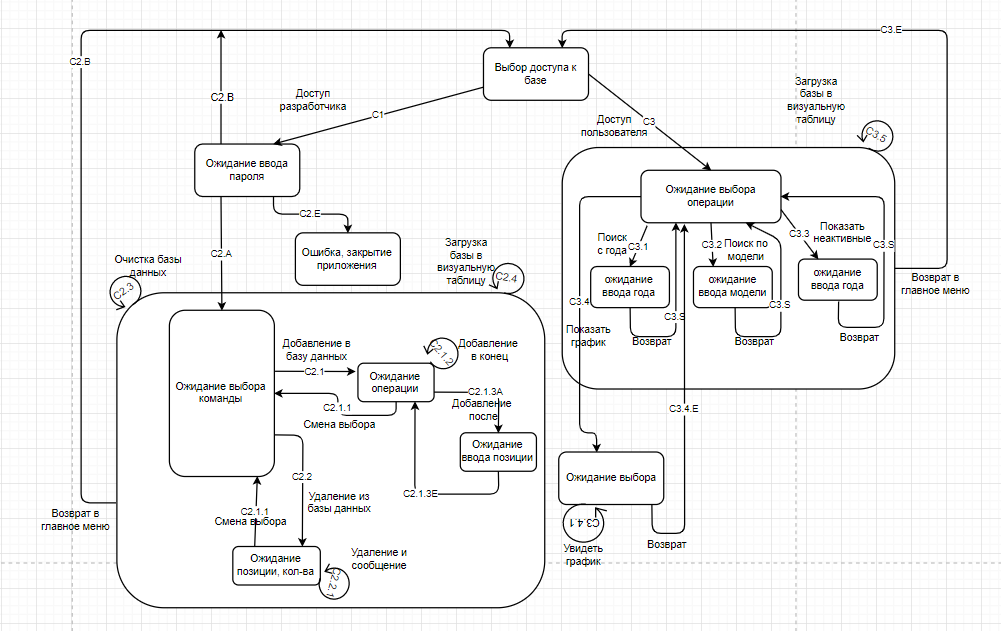 C3.E
C2.B
Выбор доступа к
базе
Загрузка
базы в
визуальную
таблицу
C2.B
Доступ
разработчика
C1
Доступ
пользователя
C3
C3.5
Ожидание ввода
пароля
Ожидание выбора
операции
C2.E
Ошибка, закрытие
приложения
C2.A
Поиск
с года
C3.1
C3.2
Поиск по
модели
C3.3
Показать
неактивные
C3.S
Загрузка
базы в
визуальную
таблицу
C2.4
Очистка базы
данных
C2.3
ожидание
ввода года
ожидание
ввода модели
ожидание
ввода года
Возврат в
главное меню
C3.4
C3.S
C3.S
Показать
график
Возврат
Возврат
Возврат
Добавление в
базу данных
C2.1
C2.1.2
Добавление
в конец
Ожидание выбора
команды
Ожидание
операции
C2.1.1
Смена выбора
C2.1.3A
Добавление
после
C3.4.E
Ожидание
ввода позиции
C2.2
C2.1.3E
Ожидание выбора
Удаление из
базы данных
Возврат в
главное меню
C2.1.1
Смена выбора
C3.4.1
Увидеть
график
Возврат
Ожидание
позиции, кол-ва
C2.2.1
Удаление и
сообщение